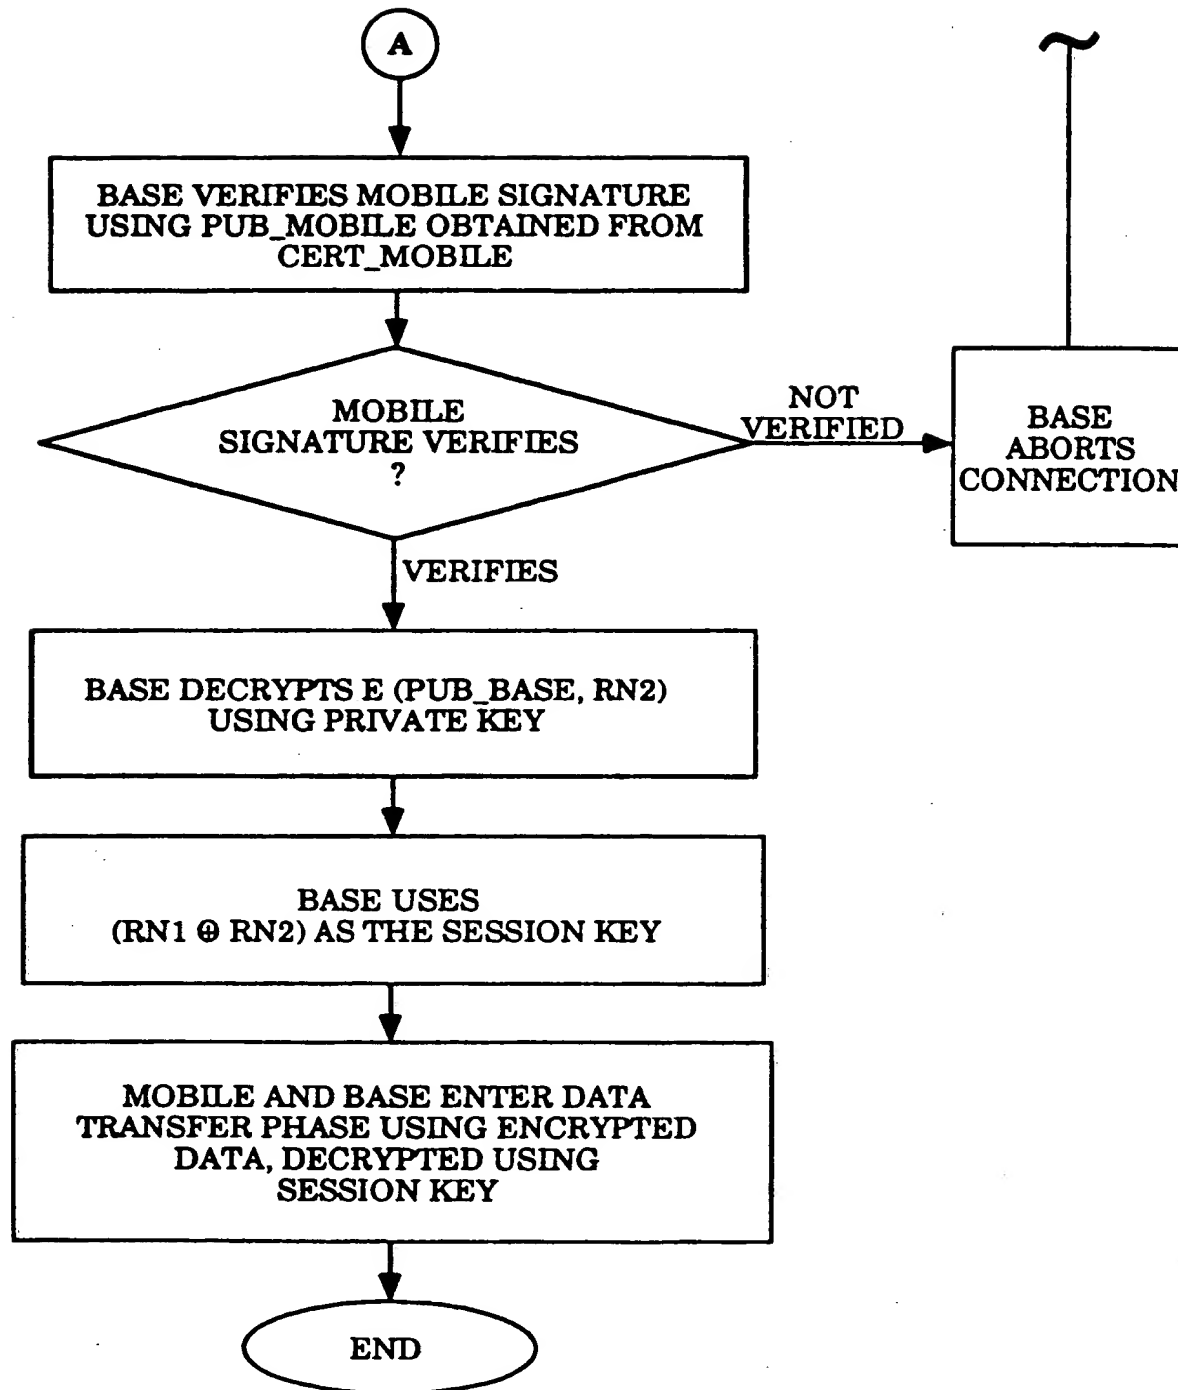 A
BASE VERIFIES MOBILE SIGNATURE
USING PUB_MOBILE OBTAINED FROM
CERT_MOBILE
MOBILE
SIGNATURE VERIFIES
?
NOT
VERIFIED
BASE
ABORTS
CONNECTION
VERIFIES
BASE DECRYPTS E (PUB_BASE, RN2)
USING PRIVATE KEY
BASE USES
(RN1 ⊕ RN2) AS THE SESSION KEY
MOBILE AND BASE ENTER DATA
TRANSFER PHASE USING ENCRYPTED
DATA, DECRYPTED USING
SESSION KEY
END